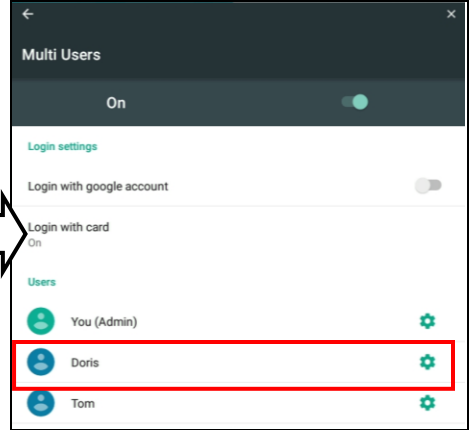 Multi Users
On
Login settings
Login with google account
Login with card
On
Users
You (Admin)
Doris
Tom